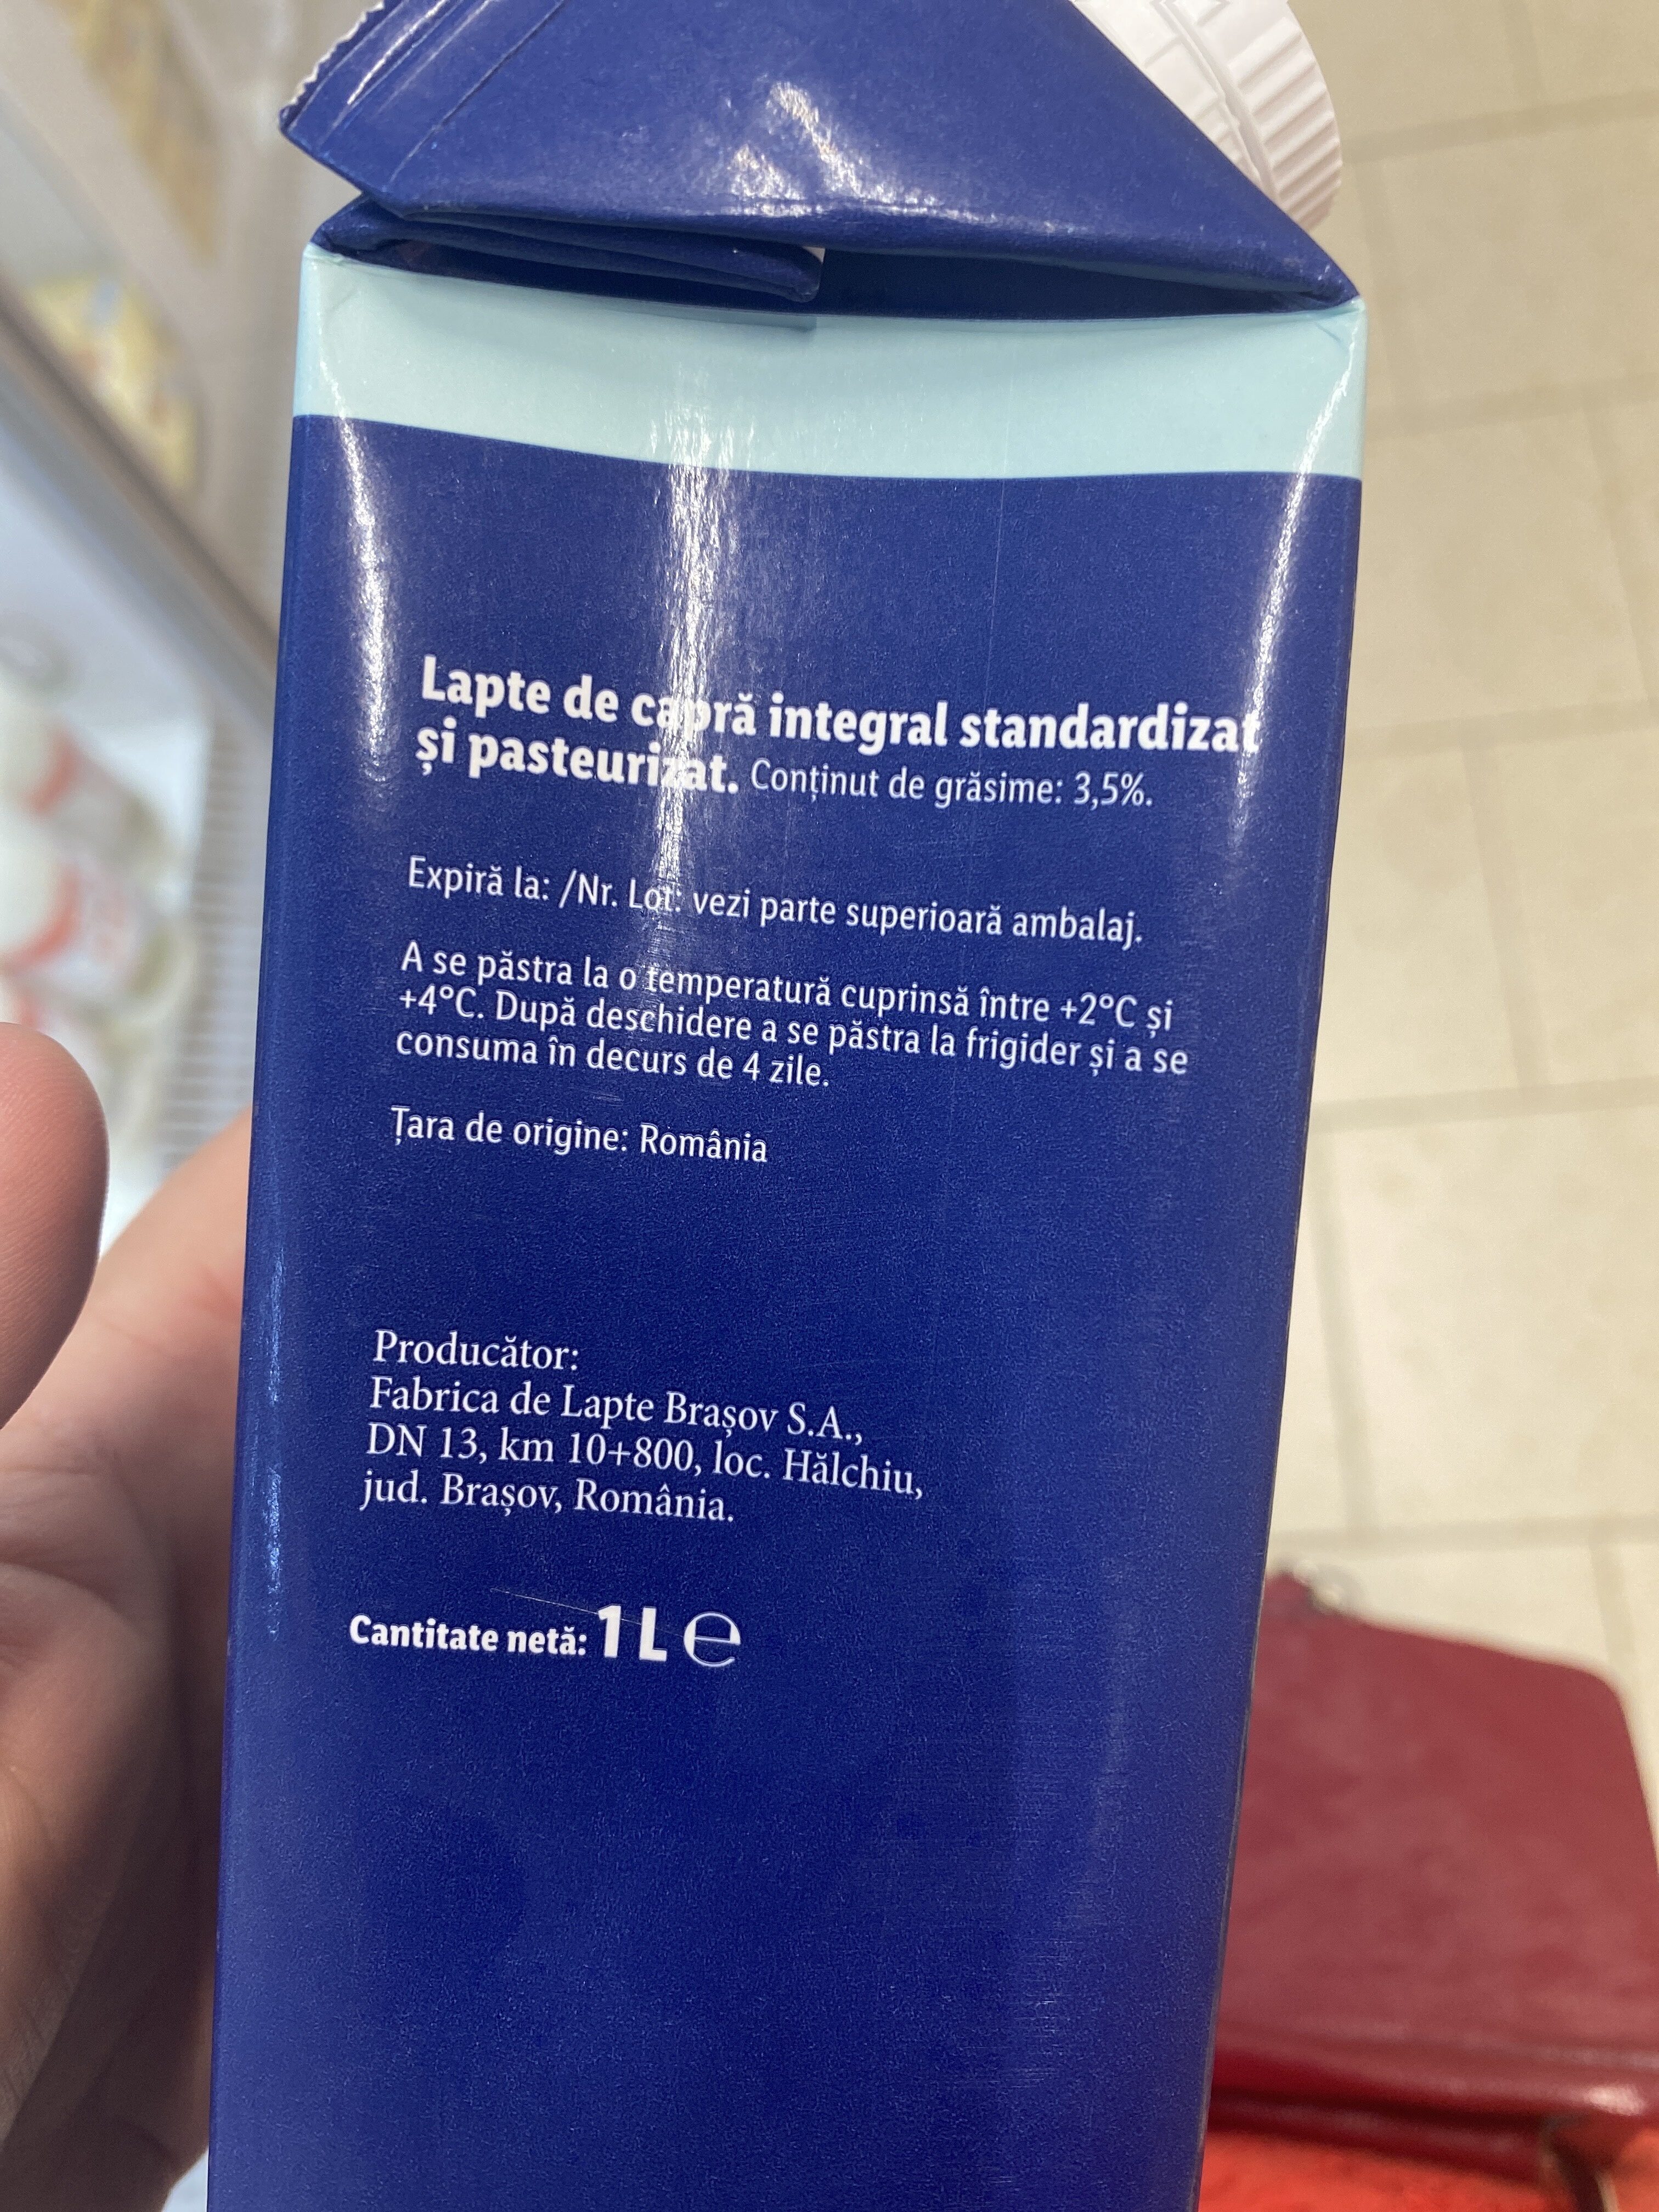 Lapte de capră integral standardizat
și pasteurizat. Conținut de grăsime: 3,5%.
Expiră la: /Nr. Lot: vezi parte superioară ambalaj.
A se păstra la o temperatură cuprinsă între +2°C și
+4°C. După deschidere a se păstra la frigider și a se
consuma în decurs de 4 zile.
Țara de origine: România
Producător:
Fabrica de Lapte Brașov S.A.,
DN 13, km 10+800, loc. Hălchiu,
jud. Brașov, România.
Cantitate netă: 1 L ℮